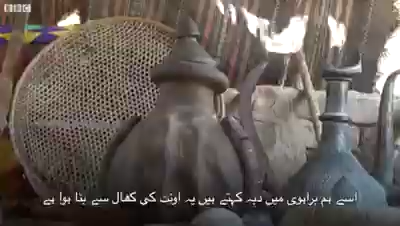 BBC
اسے ہم براہوی میں دبہ کہتے ہیں یہ اونٹ کی کھال سے بنا ہوا ہے